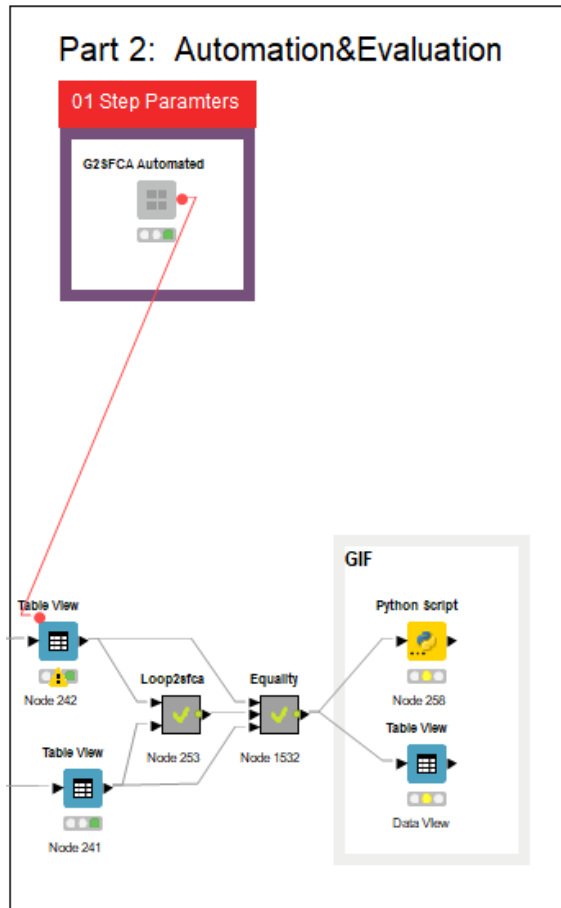 Part 2:  Automation&Evaluation
01 Step Paramters
G2SFCA Automated
GIF
Table View
Node 242
Loop2sfca
Node 253
Equality
Node 1532
Python Script
Node 258
Table View
Node 241
Table View
Data View